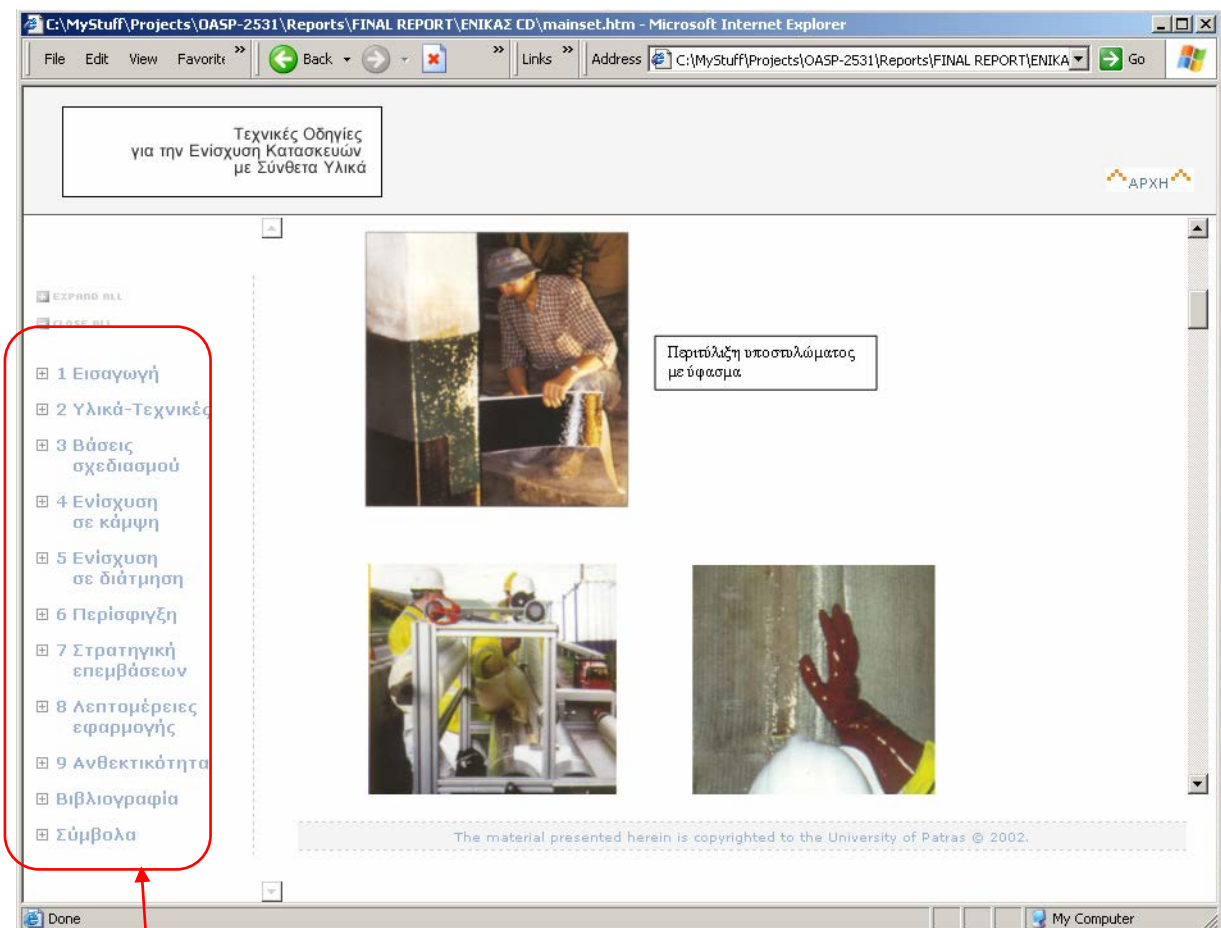 C:\MyStuff\Projects\OASP-2531\Reports\FINAL REPORT\ΕΝΙΚΑΣ CD\mainset.htm - Microsoft Internet Explorer
File Edit View Favorite » Back » Links » Address C:\MyStuff\Projects\OASP-2531\Reports\FINAL REPORT\ENIKA Go
Τεχνικές Οδηγίες
για την Ενίσχυση Κατασκευών
με Σύνθετα Υλικά
ΑΡΧΗ
EXPAND ALL
CLOSE ALL
1 Εισαγωγή
2 Υλικά-Τεχνικές
3 Βάσεις
σχεδιασμού
4 Ενίσχυση
σε κάμψη
5 Ενίσχυση
σε διάτμηση
6 Περίσφιγξη
7 Στρατηγική
επεμβάσεων
8 Λεπτομέρειες
εφαρμογής
9 Ανθεκτικότητα
Βιβλιογραφία
Σύμβολα
Περιτύλιξη υποστυλώματος
με ύφασμα
The material presented herein is copyrighted to the University of Patras © 2002.
Done My Computer